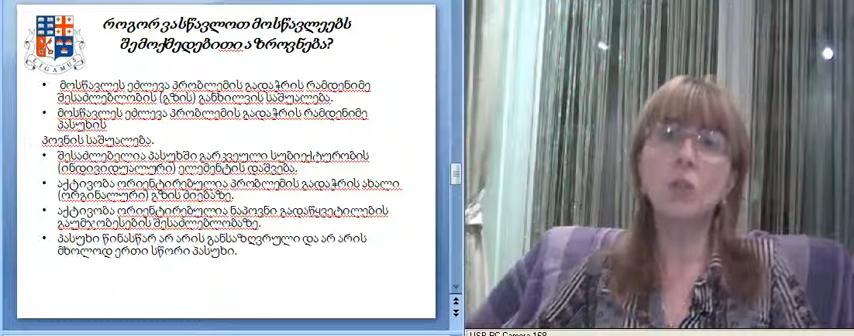 როგორ ვასწავლოთ მოსწავლეებს
შემოქმედებითი აზროვნება?
• მოსწავლეს ეძლევა პრობლემის გადაჭრის რამდენიმე
შესაძლებლობის (გზის) განხილვის საშუალება.
• მოსწავლეს ეძლევა პრობლემის გადაჭრის რამდენიმე
პასუხის
პოვნის საშუალება.
• შესაძლებელია პასუხში გარკვეული სუბიექტურობის
(ინდივიდუალური) ელემენტის დაშვება.
• აქტივობა ორიენტირებულია პრობლემის გადაჭრის ახალი
(ორგინალური) გზის ძიებაზე.
• აქტივობა ორიენტირებულია ნაპოვნი გადაწყვეტილების
გაუმჯობესების შესაძლებლობაზე.
• პასუხი წინასწარ არ არის განსაზღვრული და არ არის
მხოლოდ ერთი სწორი პასუხი.
CIGAMUS
USB PC Camera 168